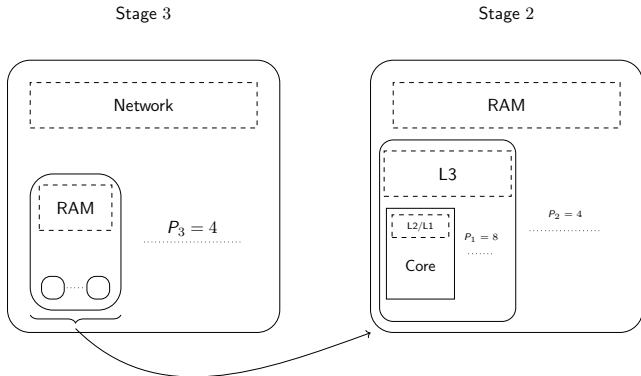 Stage 3
Network
RAM
P₃ = 4
Stage 2
RAM
L3
L2/L1
Core
P₁ = 8
P₂ = 4